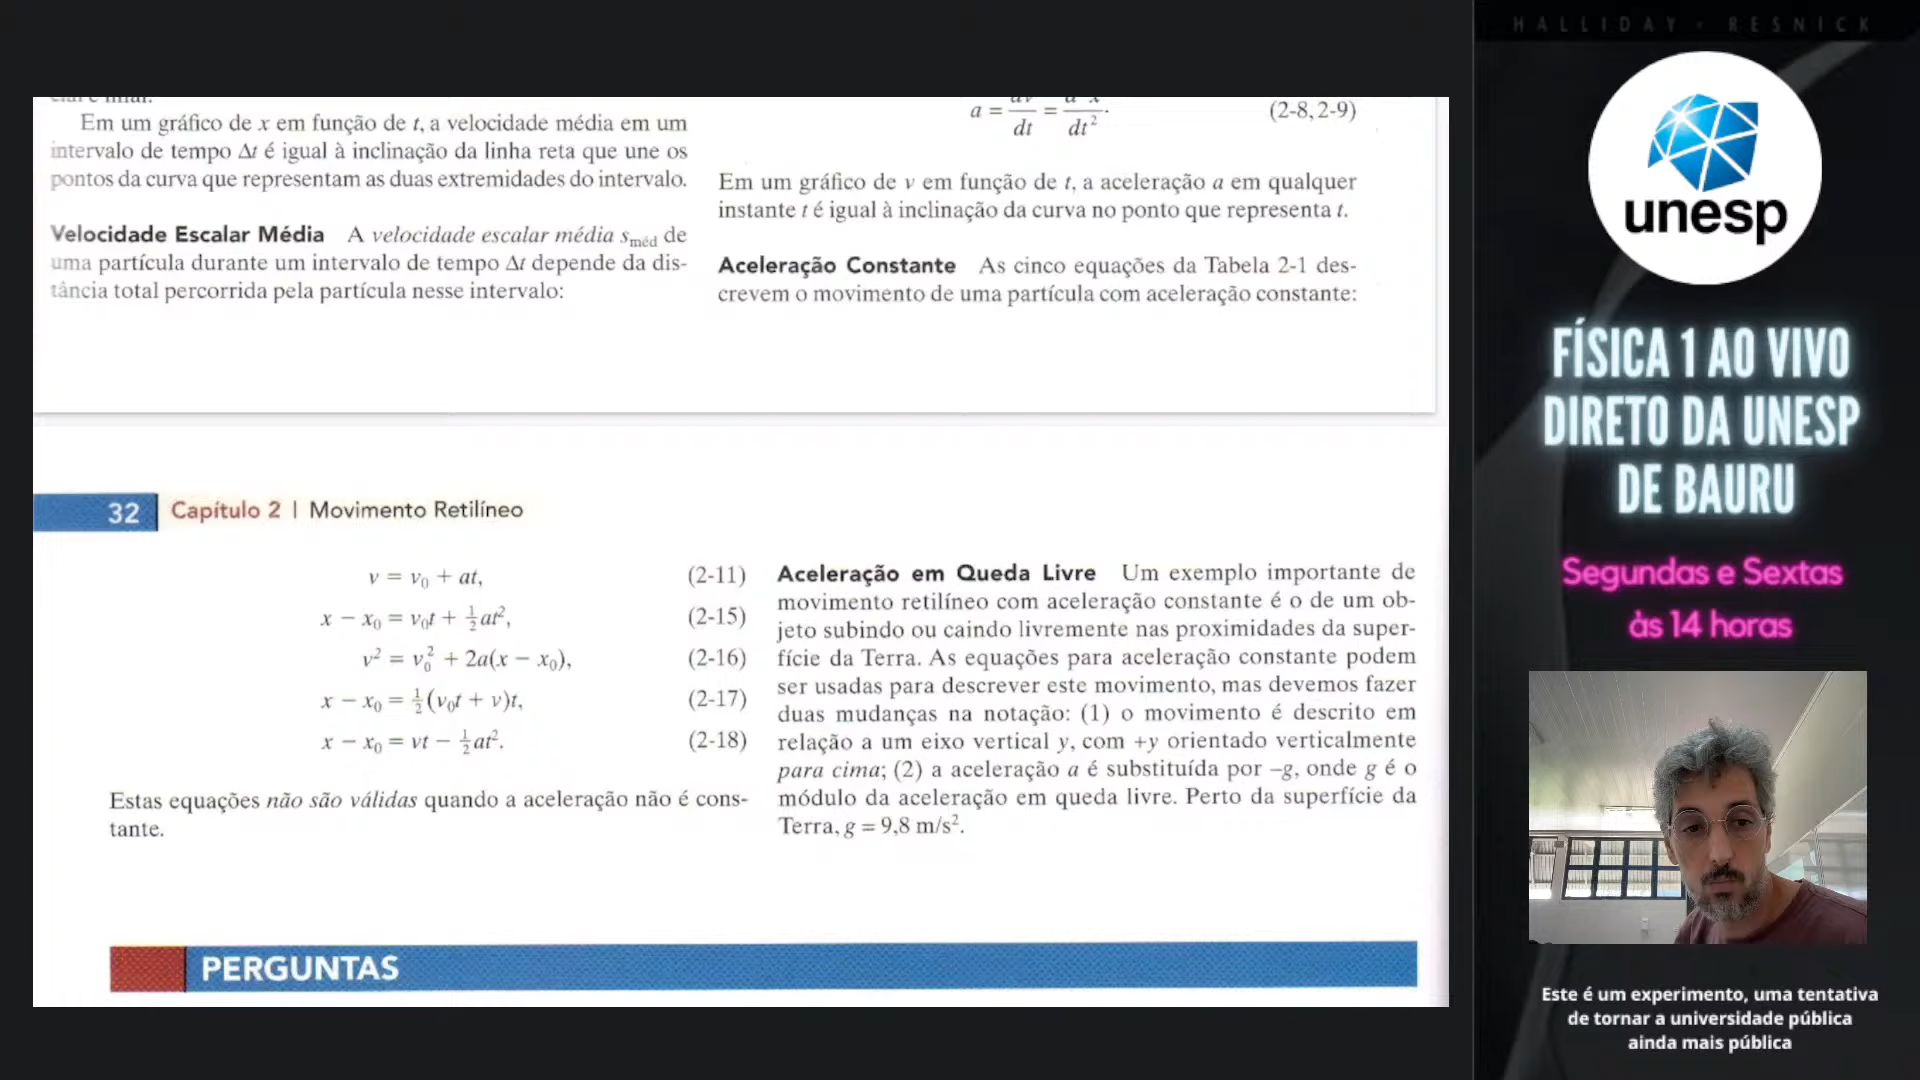 Em um gráfico de x em função de t, a velocidade média em um
intervalo de tempo Δt é igual à inclinação da linha reta que une os
pontos da curva que representam as duas extremidades do intervalo.
Velocidade Escalar Média A velocidade escalar média s_méd de
uma partícula durante um intervalo de tempo Δt depende da dis-
tância total percorrida pela partícula nesse intervalo:
a = dv/dt = d²x/dt². (2-8, 2-9)
Em um gráfico de v em função de t, a aceleração a em qualquer
instante t é igual à inclinação da curva no ponto que representa t.
Aceleração Constante As cinco equações da Tabela 2-1 des-
crevem o movimento de uma partícula com aceleração constante:
32 Capítulo 2 | Movimento Retilíneo
v = v₀ + at, (2-11)
x − x₀ = v₀t + ½at², (2-15)
v² = v₀² + 2a(x − x₀), (2-16)
x − x₀ = ½(v₀t + v)t, (2-17)
x − x₀ = vt − ½at². (2-18)
Estas equações não são válidas quando a aceleração não é cons-
tante.
Aceleração em Queda Livre Um exemplo importante de
movimento retilíneo com aceleração constante é o de um ob-
jeto subindo ou caindo livremente nas proximidades da super-
fície da Terra. As equações para aceleração constante podem
ser usadas para descrever este movimento, mas devemos fazer
duas mudanças na notação: (1) o movimento é descrito em
relação a um eixo vertical y, com +y orientado verticalmente
para cima; (2) a aceleração a é substituída por −g, onde g é o
módulo da aceleração em queda livre. Perto da superfície da
Terra, g = 9,8 m/s².
PERGUNTAS
HALLIDAY • RESNICK
unesp
FÍSICA 1 AO VIVO
DIRETO DA UNESP
DE BAURU
Segundas e Sextas
às 14 horas
Este é um experimento, uma tentativa
de tornar a universidade pública
ainda mais pública